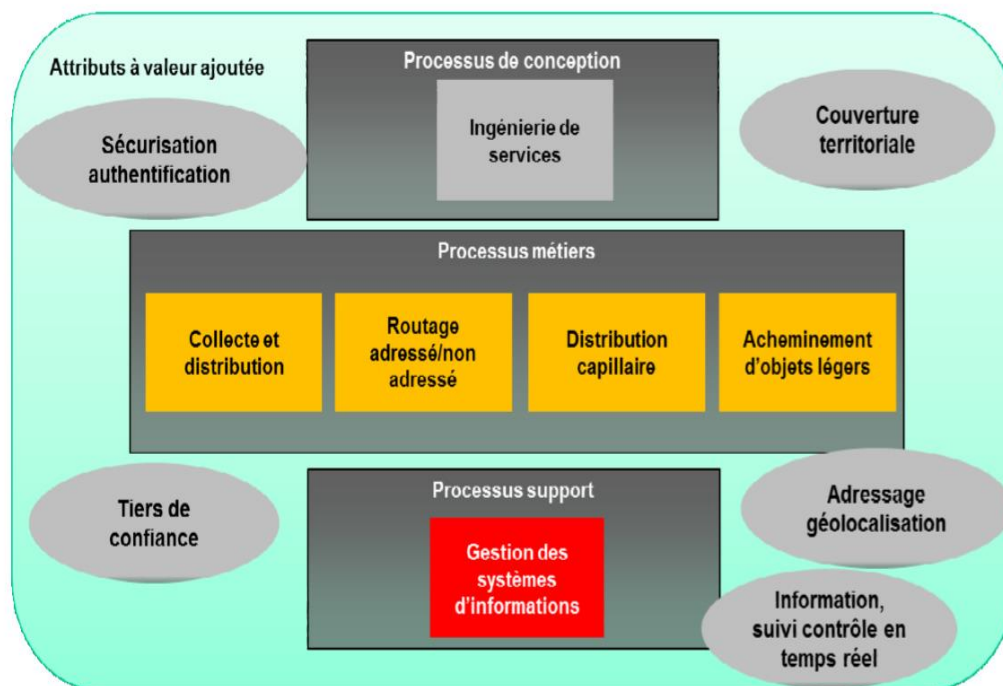 Attributs à valeur ajoutée
Processus de conception
Ingénierie de
services
Sécurisation
authentification
Couverture
territoriale
Processus métiers
Collecte et
distribution
Routage
adressé/non
adressé
Distribution
capillaire
Acheminement
d'objets légers
Tiers de
confiance
Processus support
Gestion des
systèmes
d'informations
Adressage
géolocalisation
Information,
suivi contrôle en
temps réel